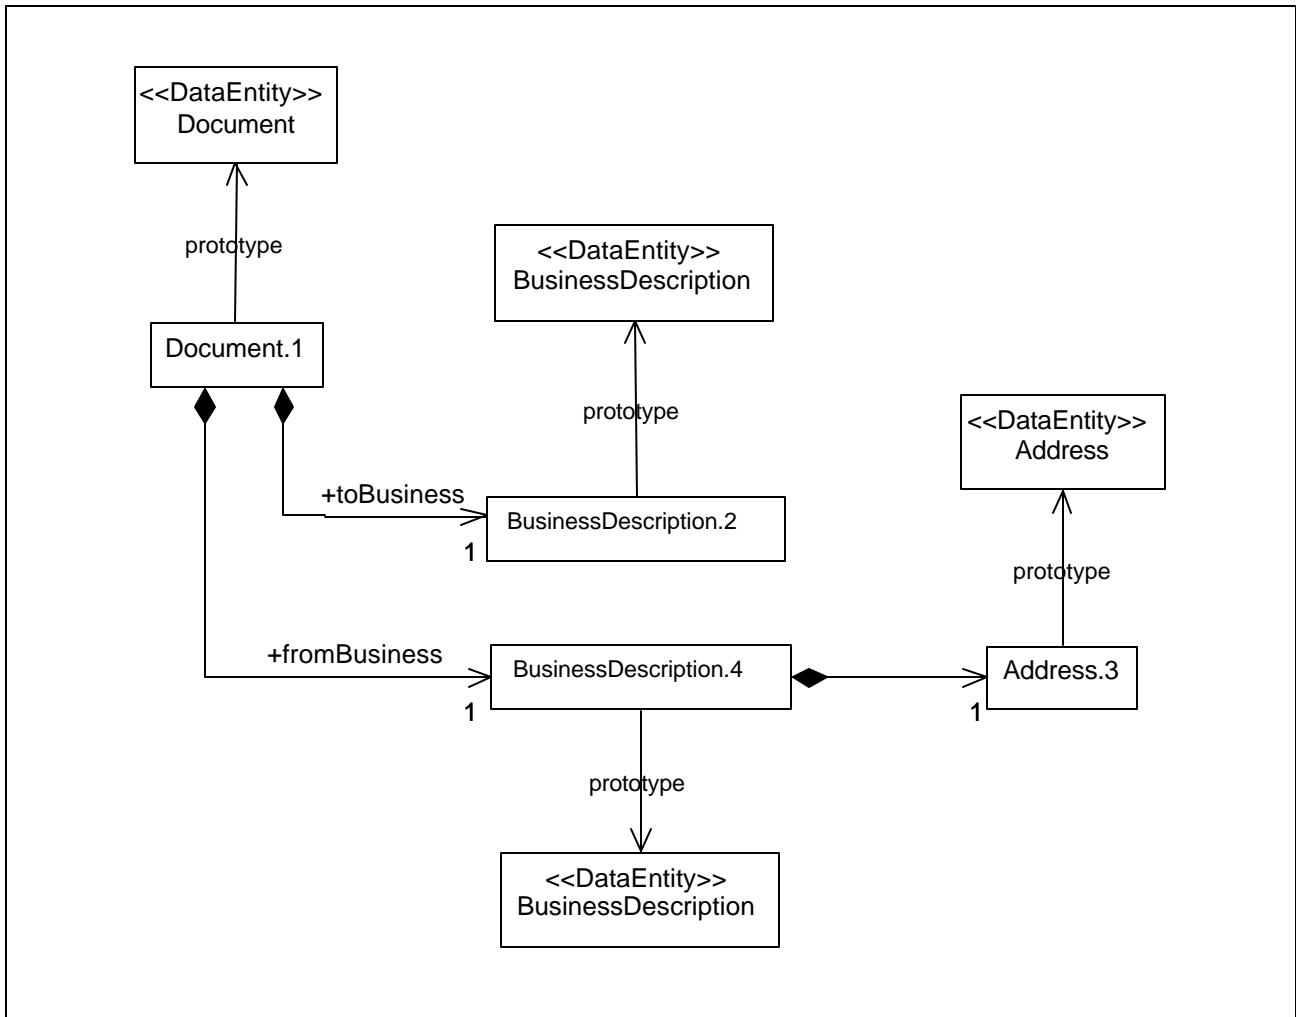 <<DataEntity>>
Document
prototype
<<DataEntity>>
BusinessDescription
Document.1
prototype
<<DataEntity>>
Address
+toBusiness
BusinessDescription.2
1
prototype
+fromBusiness
BusinessDescription.4
Address.3
1
1
prototype
<<DataEntity>>
BusinessDescription